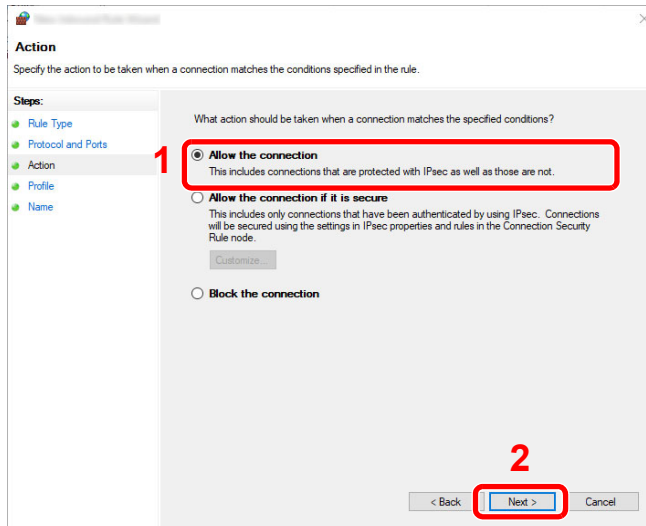 Action
Specify the action to be taken when a connection matches the conditions specified in the rule.
Steps:
Rule Type
Protocol and Ports
Action
Profile
Name
What action should be taken when a connection matches the specified conditions?
1
Allow the connection
This includes connections that are protected with IPsec as well as those are not.
Allow the connection if it is secure
This includes only connections that have been authenticated by using IPsec. Connections
will be secured using the settings in IPsec properties and rules in the Connection Security
Rule node.
Customize...
Block the connection
2
< Back
Next >
Cancel